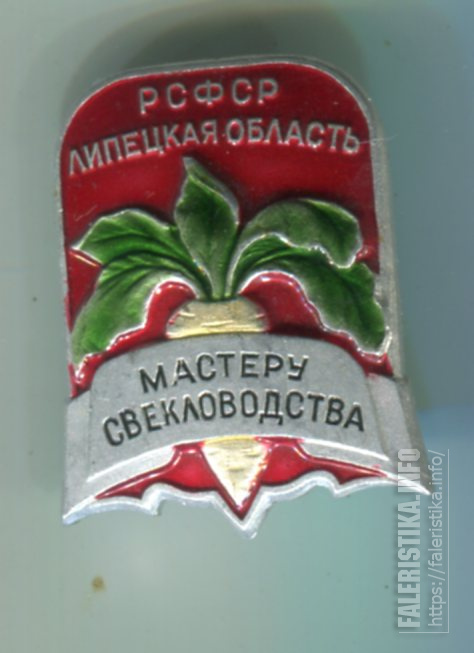 РСФСР
ЛИПЕЦКАЯ ОБЛАСТЬ
МАСТЕРУ
СВЕКЛОВОДСТВА
FALERISTIKA.INFO
https://faleristika.info/